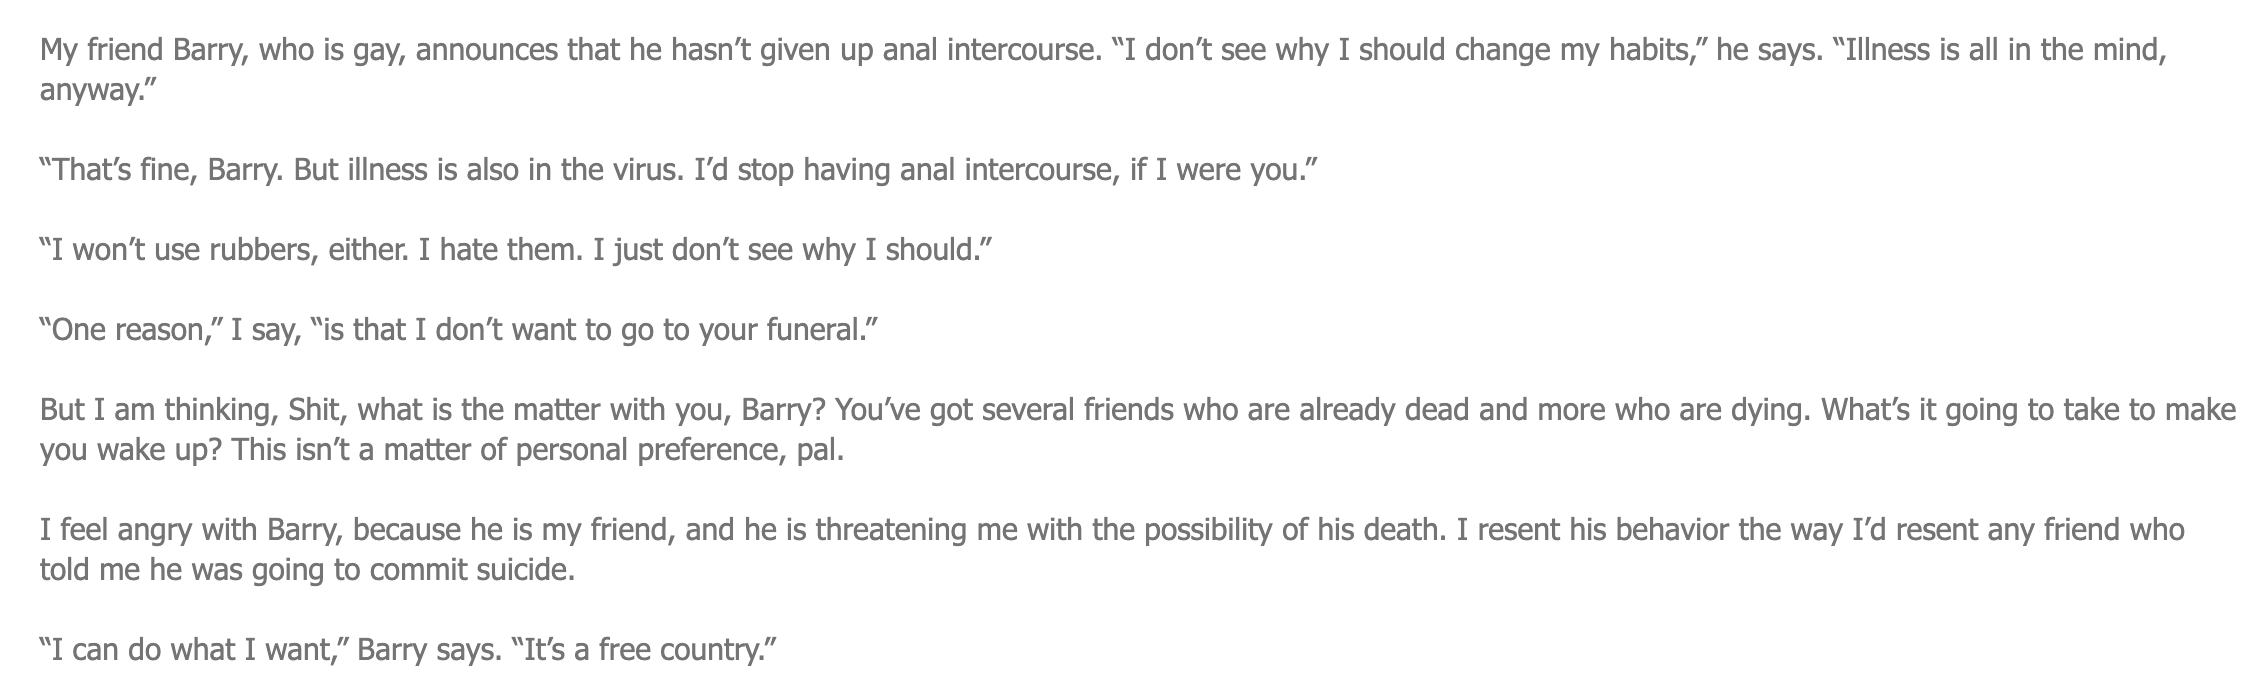 My friend Barry, who is gay, announces that he hasn’t given up anal intercourse. “I don’t see why I should change my habits,” he says. “Illness is all in the mind,
anyway.”
“That’s fine, Barry. But illness is also in the virus. I’d stop having anal intercourse, if I were you.”
“I won’t use rubbers, either. I hate them. I just don’t see why I should.”
“One reason,” I say, “is that I don’t want to go to your funeral.”
But I am thinking, Shit, what is the matter with you, Barry? You’ve got several friends who are already dead and more who are dying. What’s it going to take to make
you wake up? This isn’t a matter of personal preference, pal.
I feel angry with Barry, because he is my friend, and he is threatening me with the possibility of his death. I resent his behavior the way I’d resent any friend who
told me he was going to commit suicide.
“I can do what I want,” Barry says. “It’s a free country.”